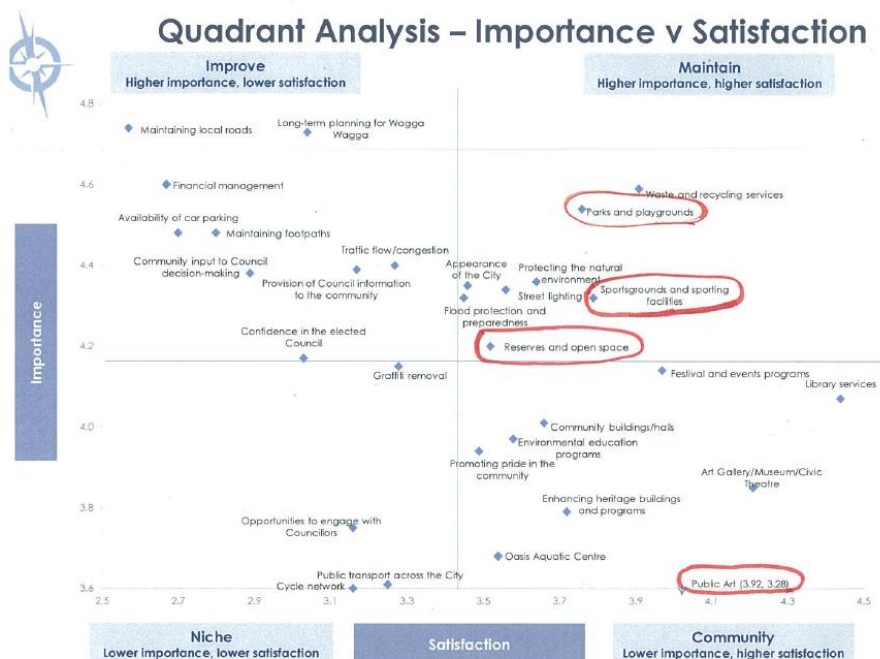 Quadrant Analysis – Importance v Satisfaction
Improve
Higher importance, lower satisfaction
Maintain
Higher importance, higher satisfaction
4.8
Maintaining local roads
Long-term planning for Wagga
Wagga
4.6
Financial management
Waste and recycling services
Parks and playgrounds
Availability of car parking
Maintaining footpaths
4.4
Traffic flow/congestion
Community input to Council
decision-making
Provision of Council information
to the community
Appearance
of the City
Protecting the natural
environment
Street lighting
Sportsgrounds and sporting
facilities
Flood protection and
preparedness
Importance
Confidence in the elected
Council
4.2
Reserves and open space
Graffiti removal
Festival and events programs
Library services
4.0
Community buildings/halls
Environmental education
programs
Promoting pride in the
community
Art Gallery/Museum/Civic
Theatre
3.8
Enhancing heritage buildings
and programs
Opportunities to engage with
Councillors
Oasis Aquatic Centre
Public transport across the City
Cycle network
Public Art (3.92, 3.28)
3.6
2.5 2.7 2.9 3.1 3.3 3.5 3.7 3.9 4.1 4.3 4.5
Niche
Lower importance, lower satisfaction
Satisfaction
Community
Lower importance, higher satisfaction